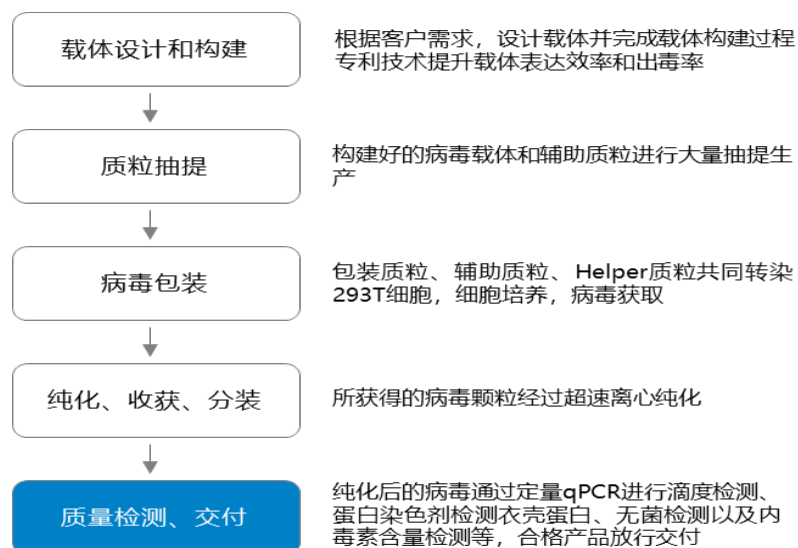 载体设计和构建
根据客户需求，设计载体并完成载体构建过程
专利技术提升载体表达效率和出毒率
质粒抽提
构建好的病毒载体和辅助质粒进行大量抽提生
产
病毒包装
包装质粒、辅助质粒、Helper质粒共同转染
293T细胞，细胞培养，病毒获取
纯化、收获、分装
所获得的病毒颗粒经过超速离心纯化
质量检测、交付
纯化后的病毒通过定量qPCR进行滴度检测、
蛋白染色剂检测衣壳蛋白、无菌检测以及内
毒素含量检测等，合格产品放行交付